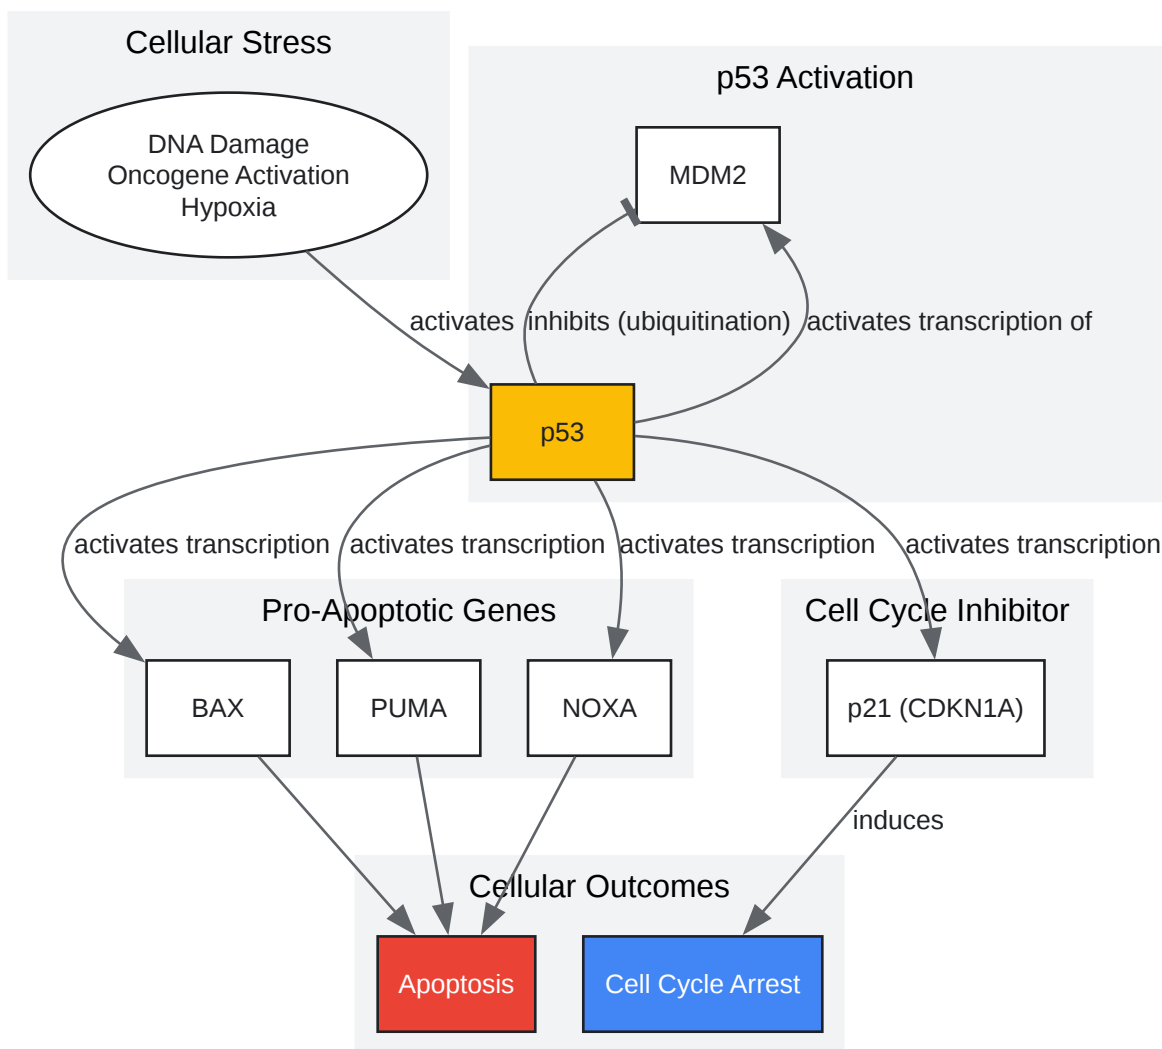 Cellular Stress
DNA Damage
Oncogene Activation
Hypoxia
p53 Activation
MDM2
activates
inhibits (ubiquitination)
activates transcription of
p53
activates transcription
activates transcription
activates transcription
activates transcription
Pro-Apoptotic Genes
BAX
PUMA
NOXA
Cell Cycle Inhibitor
p21 (CDKN1A)
induces
Cellular Outcomes
Apoptosis
Cell Cycle Arrest